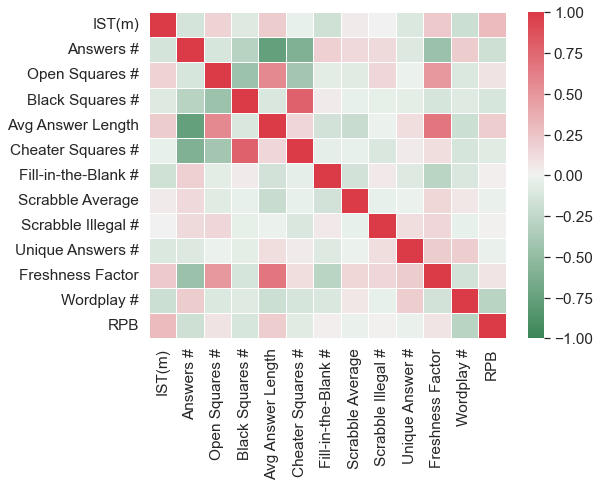 IST(m)
Answers #
Open Squares #
Black Squares #
Avg Answer Length
Cheater Squares #
Fill-in-the-Blank #
Scrabble Average
Scrabble Illegal #
Unique Answers #
Freshness Factor
Wordplay #
RPB
IST(m)
Answers #
Open Squares #
Black Squares #
Avg Answer Length
Cheater Squares #
Fill-in-the-Blank #
Scrabble Average
Scrabble Illegal #
Unique Answer #
Freshness Factor
Wordplay #
RPB
1.00
0.75
0.50
0.25
0.00
−0.25
−0.50
−0.75
−1.00